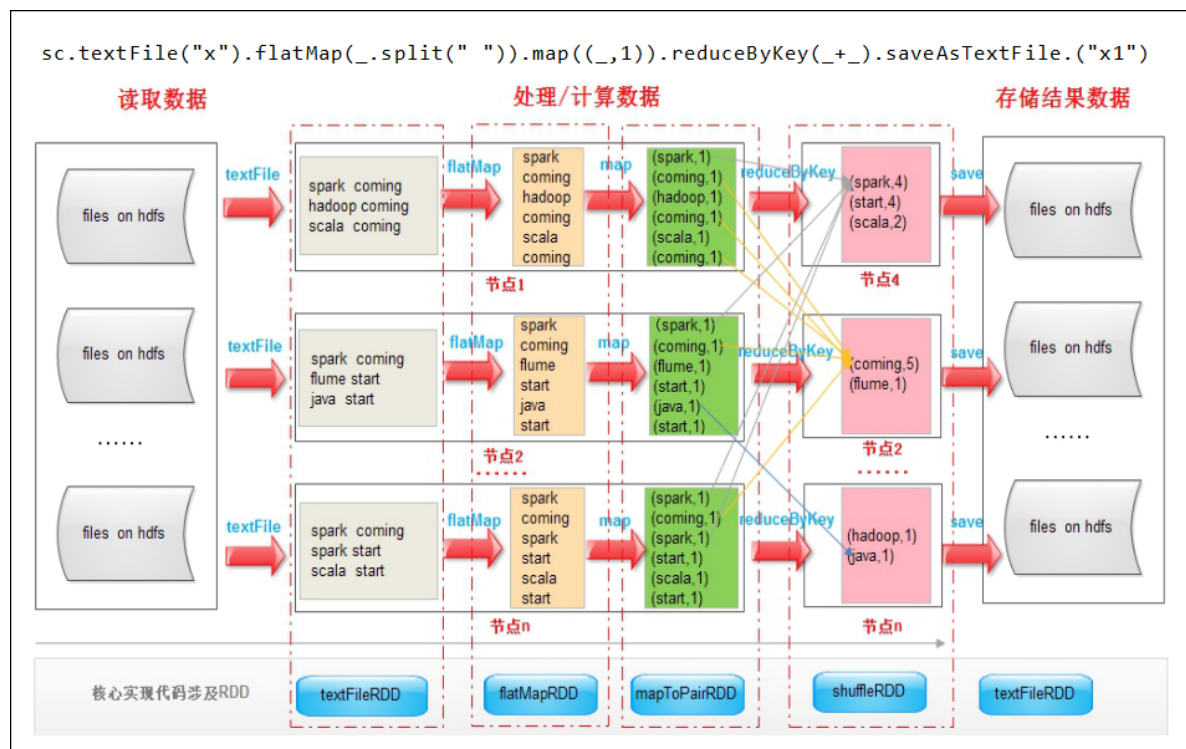 sc.textFile("x").flatMap(_.split(" ")).map((_,1)).reduceByKey(_+_).saveAsTextFile.("x1")
读取数据
处理/计算数据
存储结果数据
files on hdfs
textFile
spark coming
hadoop coming
scala coming
flatMap
spark
coming
hadoop
coming
scala
coming
map
(spark,1)
(coming,1)
(hadoop,1)
(coming,1)
(scala,1)
(coming,1)
reduceByKey
(spark,4)
(start,4)
(scala,2)
save
files on hdfs
节点1
节点4
files on hdfs
textFile
spark coming
flume start
java start
flatMap
spark
coming
flume
start
java
start
map
(spark,1)
(coming,1)
(flume,1)
(start,1)
(java,1)
(start,1)
reduceByKey
(coming,5)
(flume,1)
save
files on hdfs
节点2
节点2
......
......
......
......
files on hdfs
textFile
spark coming
spark start
scala start
flatMap
spark
coming
spark
start
scala
start
map
(spark,1)
(coming,1)
(spark,1)
(start,1)
(scala,1)
(start,1)
reduceByKey
(hadoop,1)
(java,1)
save
files on hdfs
节点n
节点n
核心实现代码涉及RDD
textFileRDD
flatMapRDD
mapToPairRDD
shuffleRDD
textFileRDD